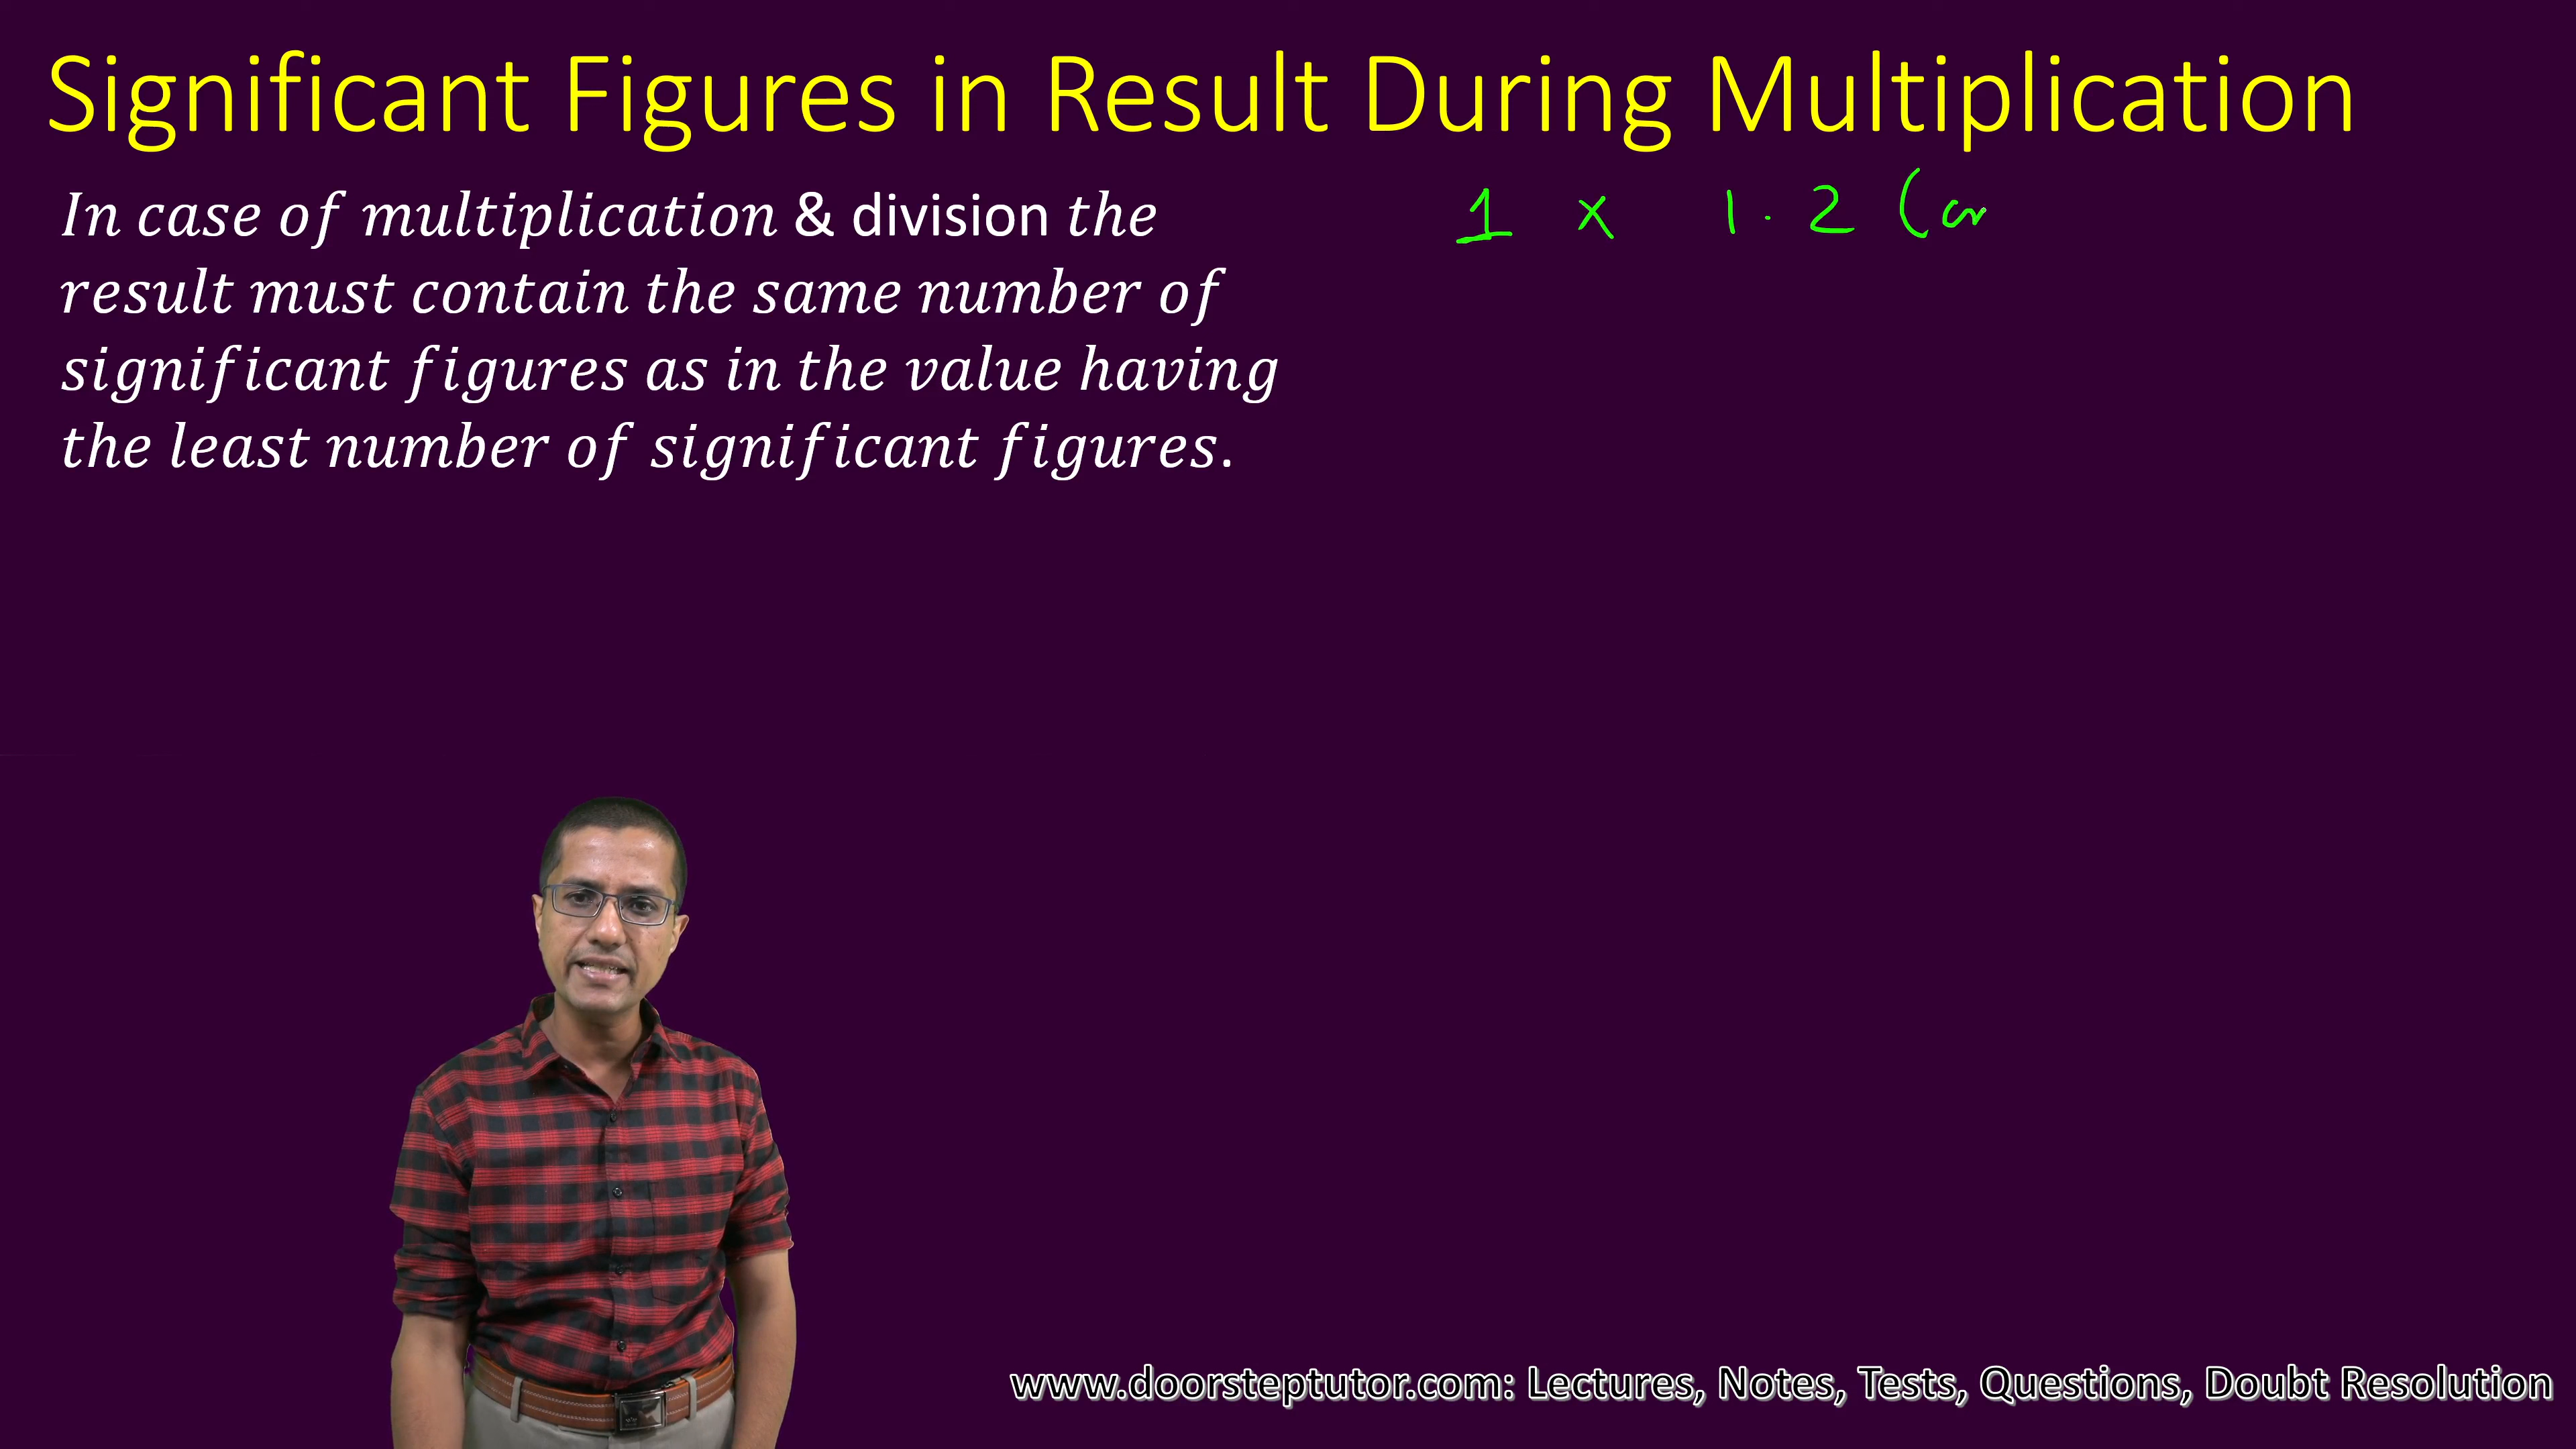 Significant Figures in Result During Multiplication
In case of multiplication & division the
result must contain the same number of
significant figures as in the value having
the least number of significant figures.
1 x 1.2 (
www.doorsteptutor.com: Lectures, Notes, Tests, Questions, Doubt Resolution